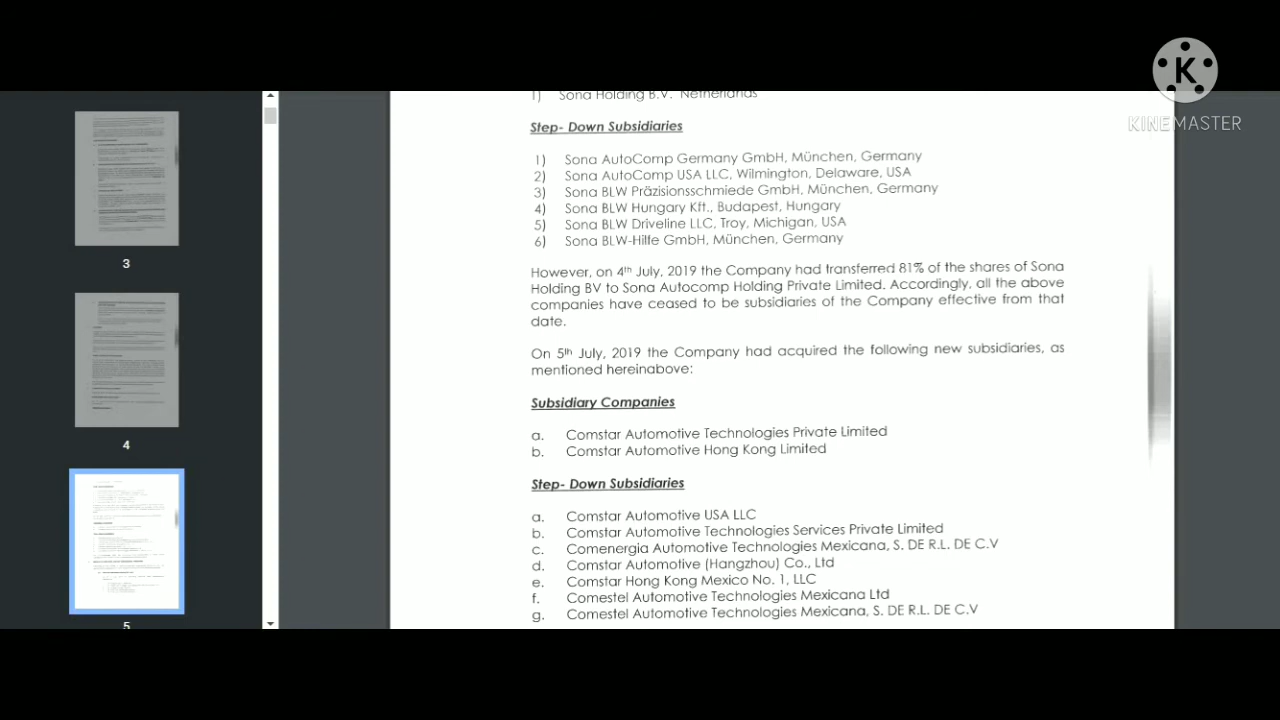 K
KINEMASTER
1) Sona Holding B.V. Netherlands
Step- Down Subsidiaries
1) Sona AutoComp Germany GmbH, München, Germany
2) Sona AutoComp USA LLC, Wilmington, Delaware, USA
3) Sona BLW Präzisionsschmiede GmbH, München, Germany
4) Sona BLW Hungary Kft., Budapest, Hungary
5) Sona BLW Driveline LLC, Troy, Michigan, USA
6) Sona BLW-Hilfe GmbH, München, Germany
However, on 4th July, 2019 the Company had transferred 81% of the shares of Sona
Holding BV to Sona Autocomp Holding Private Limited. Accordingly, all the above
companies have ceased to be subsidiaries of the Company effective from that
date.
On 5th July, 2019 the Company had acquired the following new subsidiaries, as
mentioned hereinabove:
Subsidiary Companies
a. Comstar Automotive Technologies Private Limited
b. Comstar Automotive Hong Kong Limited
Step- Down Subsidiaries
a. Comstar Automotive USA LLC
b. Comstar Automotive Technologies Services Private Limited
c. Comenergia Automotive Technologies Mexicana, S. DE R.L. DE C.V
d. Comstar Automotive (Hangzhou) Co., Ltd
e. Comstar Hong Kong Mexico No. 1, LLC
f. Comestel Automotive Technologies Mexicana Ltd
g. Comestel Automotive Technologies Mexicana, S. DE R.L. DE C.V
3
4
5